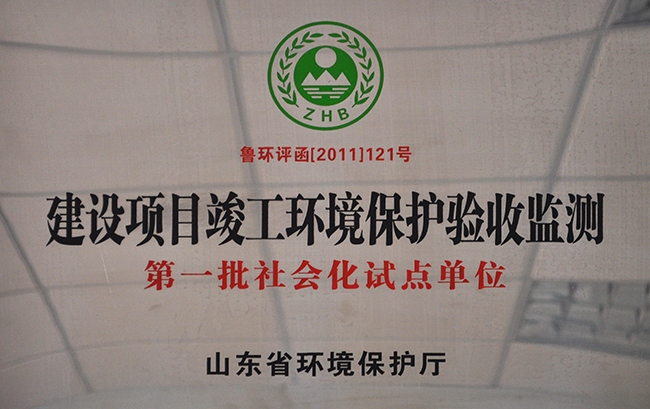 ZHB
鲁环评函[2011]121号
建设项目竣工环境保护验收监测
第一批社会化试点单位
山东省环境保护厅